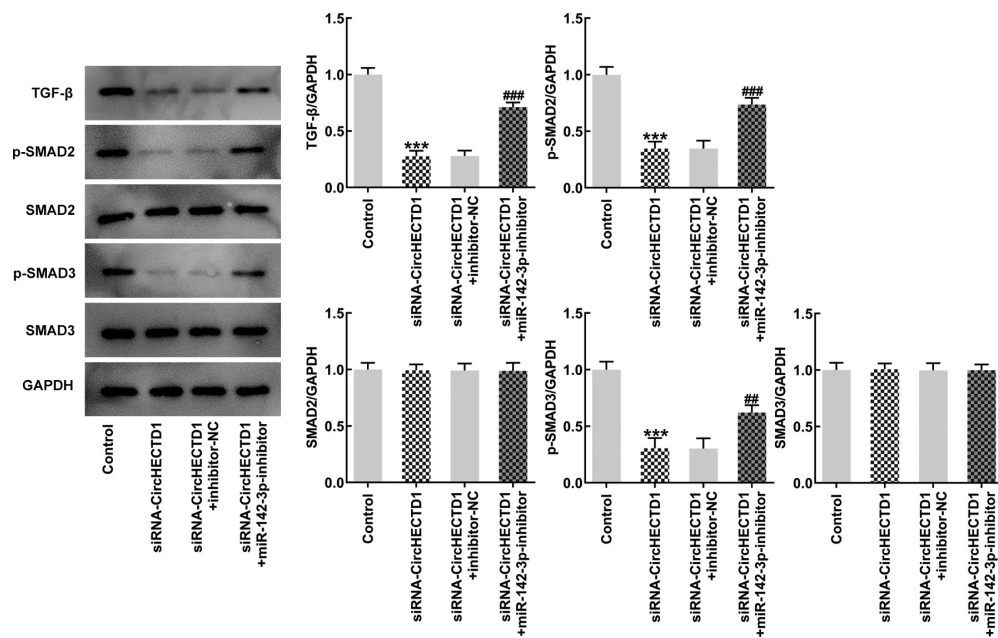 TGF-β
p-SMAD2
SMAD2
p-SMAD3
SMAD3
GAPDH
Control
siRNA-CircHECTD1
siRNA-CircHECTD1
+inhibitor-NC
siRNA-CircHECTD1
+miR-142-3p-inhibitor
TGF-β/GAPDH
1.5
1.0
0.5
0.0
***
###
Control
siRNA-CircHECTD1
siRNA-CircHECTD1
+inhibitor-NC
siRNA-CircHECTD1
+miR-142-3p-inhibitor
p-SMAD2/GAPDH
1.5
1.0
0.5
0.0
***
###
Control
siRNA-CircHECTD1
siRNA-CircHECTD1
+inhibitor-NC
siRNA-CircHECTD1
+miR-142-3p-inhibitor
SMAD2/GAPDH
1.5
1.0
0.5
0.0
Control
siRNA-CircHECTD1
siRNA-CircHECTD1
+inhibitor-NC
siRNA-CircHECTD1
+miR-142-3p-inhibitor
p-SMAD3/GAPDH
1.5
1.0
0.5
0.0
***
##
Control
siRNA-CircHECTD1
siRNA-CircHECTD1
+inhibitor-NC
siRNA-CircHECTD1
+miR-142-3p-inhibitor
SMAD3/GAPDH
1.5
1.0
0.5
0.0
Control
siRNA-CircHECTD1
siRNA-CircHECTD1
+inhibitor-NC
siRNA-CircHECTD1
+miR-142-3p-inhibitor